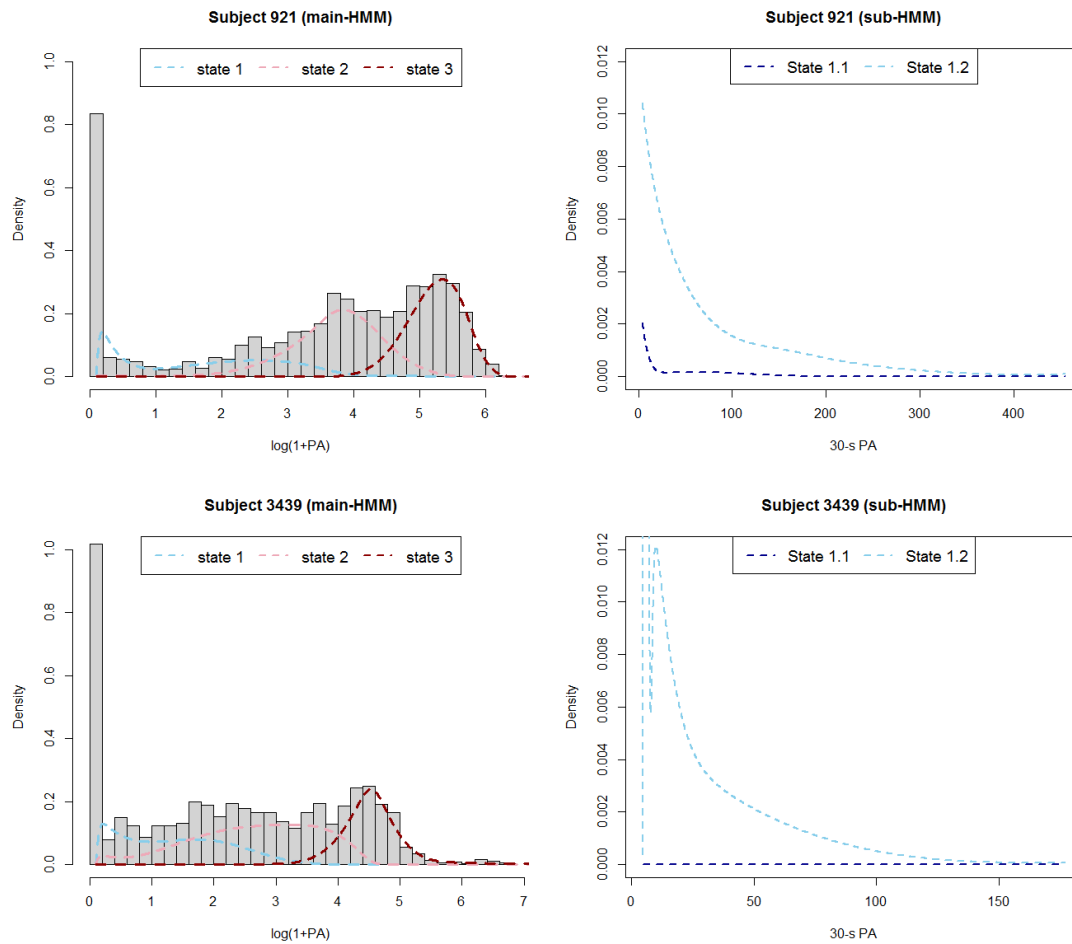 Subject 921 (main-HMM)
state 1 state 2 state 3
Density
0.0 0.2 0.4 0.6 0.8 1.0
0 1 2 3 4 5 6
log(1+PA)
Subject 921 (sub-HMM)
State 1.1 State 1.2
Density
0.000 0.002 0.004 0.006 0.008 0.010 0.012
0 100 200 300 400
30-s PA
Subject 3439 (main-HMM)
state 1 state 2 state 3
Density
0.0 0.2 0.4 0.6 0.8 1.0
0 1 2 3 4 5 6 7
log(1+PA)
Subject 3439 (sub-HMM)
State 1.1 State 1.2
Density
0.000 0.002 0.004 0.006 0.008 0.010 0.012
0 50 100 150
30-s PA